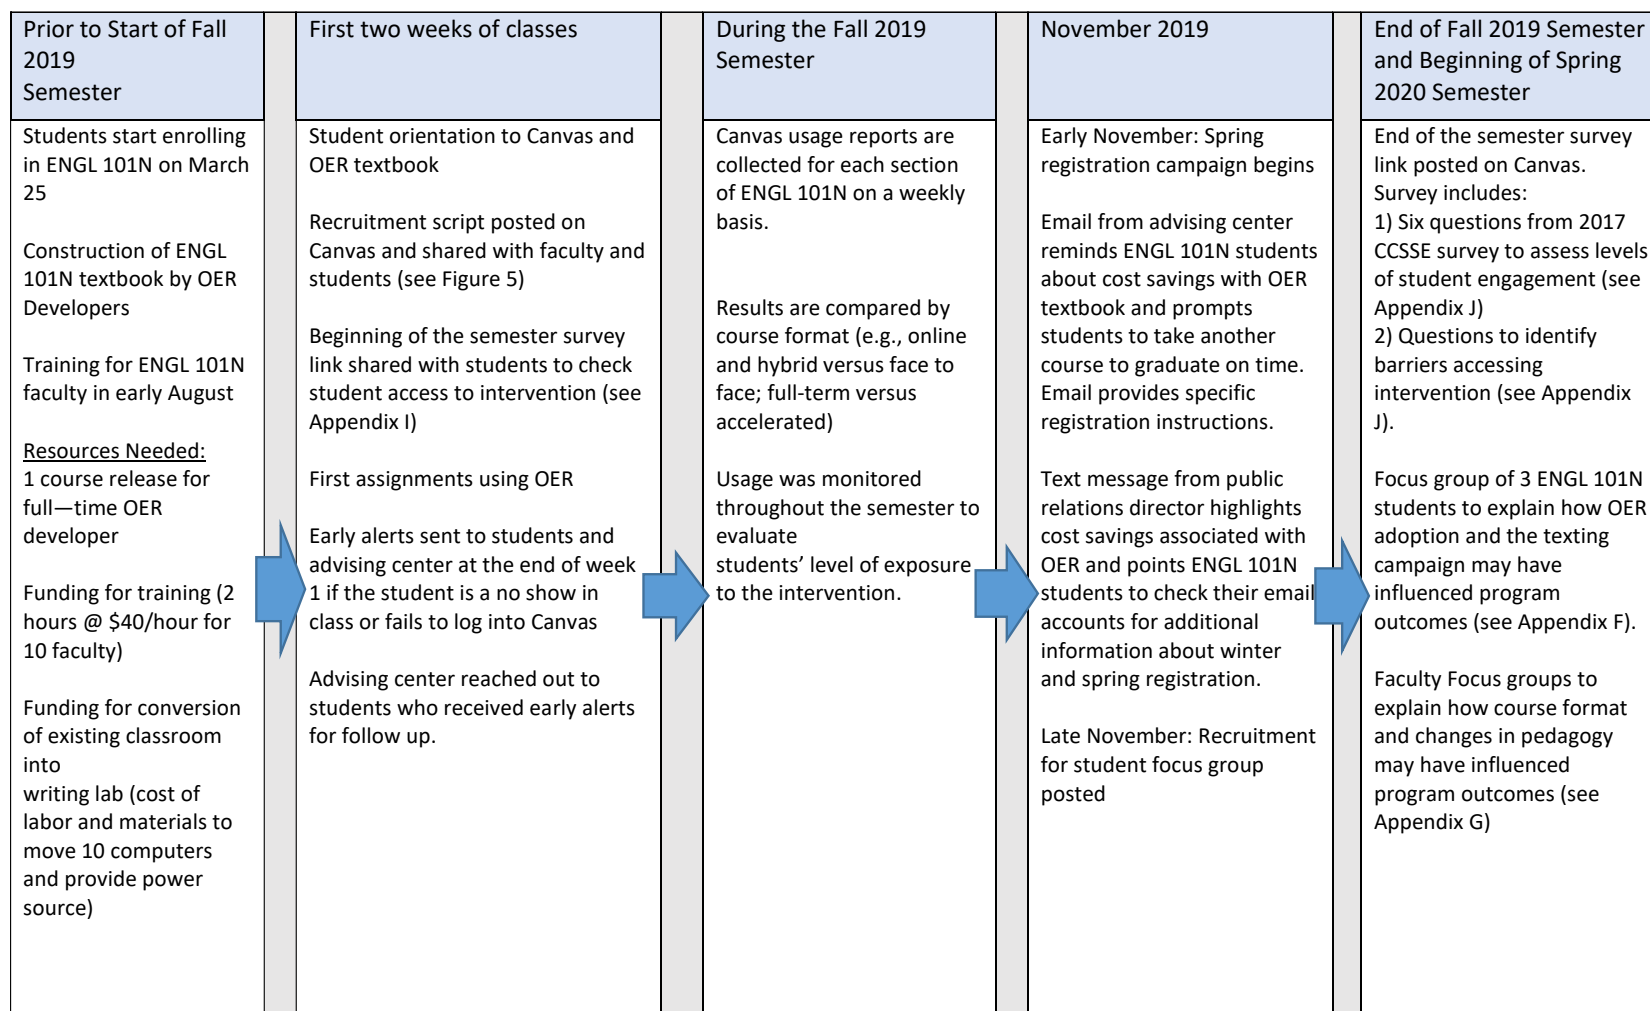 Prior to Start of Fall
2019
Semester
Students start enrolling
in ENGL 101N on March
25
Construction of ENGL
101N textbook by OER
Developers
Training for ENGL 101N
faculty in early August
Resources Needed:
1 course release for
full—time OER
developer
Funding for training (2
hours @ $40/hour for
10 faculty)
Funding for conversion
of existing classroom
into
writing lab (cost of
labor and materials to
move 10 computers
and provide power
source)
First two weeks of classes
Student orientation to Canvas and
OER textbook
Recruitment script posted on
Canvas and shared with faculty and
students (see Figure 5)
Beginning of the semester survey
link shared with students to check
student access to intervention (see
Appendix I)
First assignments using OER
Early alerts sent to students and
advising center at the end of week
1 if the student is a no show in
class or fails to log into Canvas
Advising center reached out to
students who received early alerts
for follow up.
During the Fall 2019
Semester
Canvas usage reports are
collected for each section
of ENGL 101N on a weekly
basis.
Results are compared by
course format (e.g., online
and hybrid versus face to
face; full-term versus
accelerated)
Usage was monitored
throughout the semester to
evaluate
students’ level of exposure
to the intervention.
November 2019
Early November: Spring
registration campaign begins
Email from advising center
reminds ENGL 101N students
about cost savings with OER
textbook and prompts
students to take another
course to graduate on time.
Email provides specific
registration instructions.
Text message from public
relations director highlights
cost savings associated with
OER and points ENGL 101N
students to check their email
accounts for additional
information about winter
and spring registration.
Late November: Recruitment
for student focus group
posted
End of Fall 2019 Semester
and Beginning of Spring
2020 Semester
End of the semester survey
link posted on Canvas.
Survey includes:
1) Six questions from 2017
CCSSE survey to assess levels
of student engagement (see
Appendix J)
2) Questions to identify
barriers accessing
intervention (see Appendix
J).
Focus group of 3 ENGL 101N
students to explain how OER
adoption and the texting
campaign may have
influenced program
outcomes (see Appendix F).
Faculty Focus groups to
explain how course format
and changes in pedagogy
may have influenced
program outcomes (see
Appendix G)